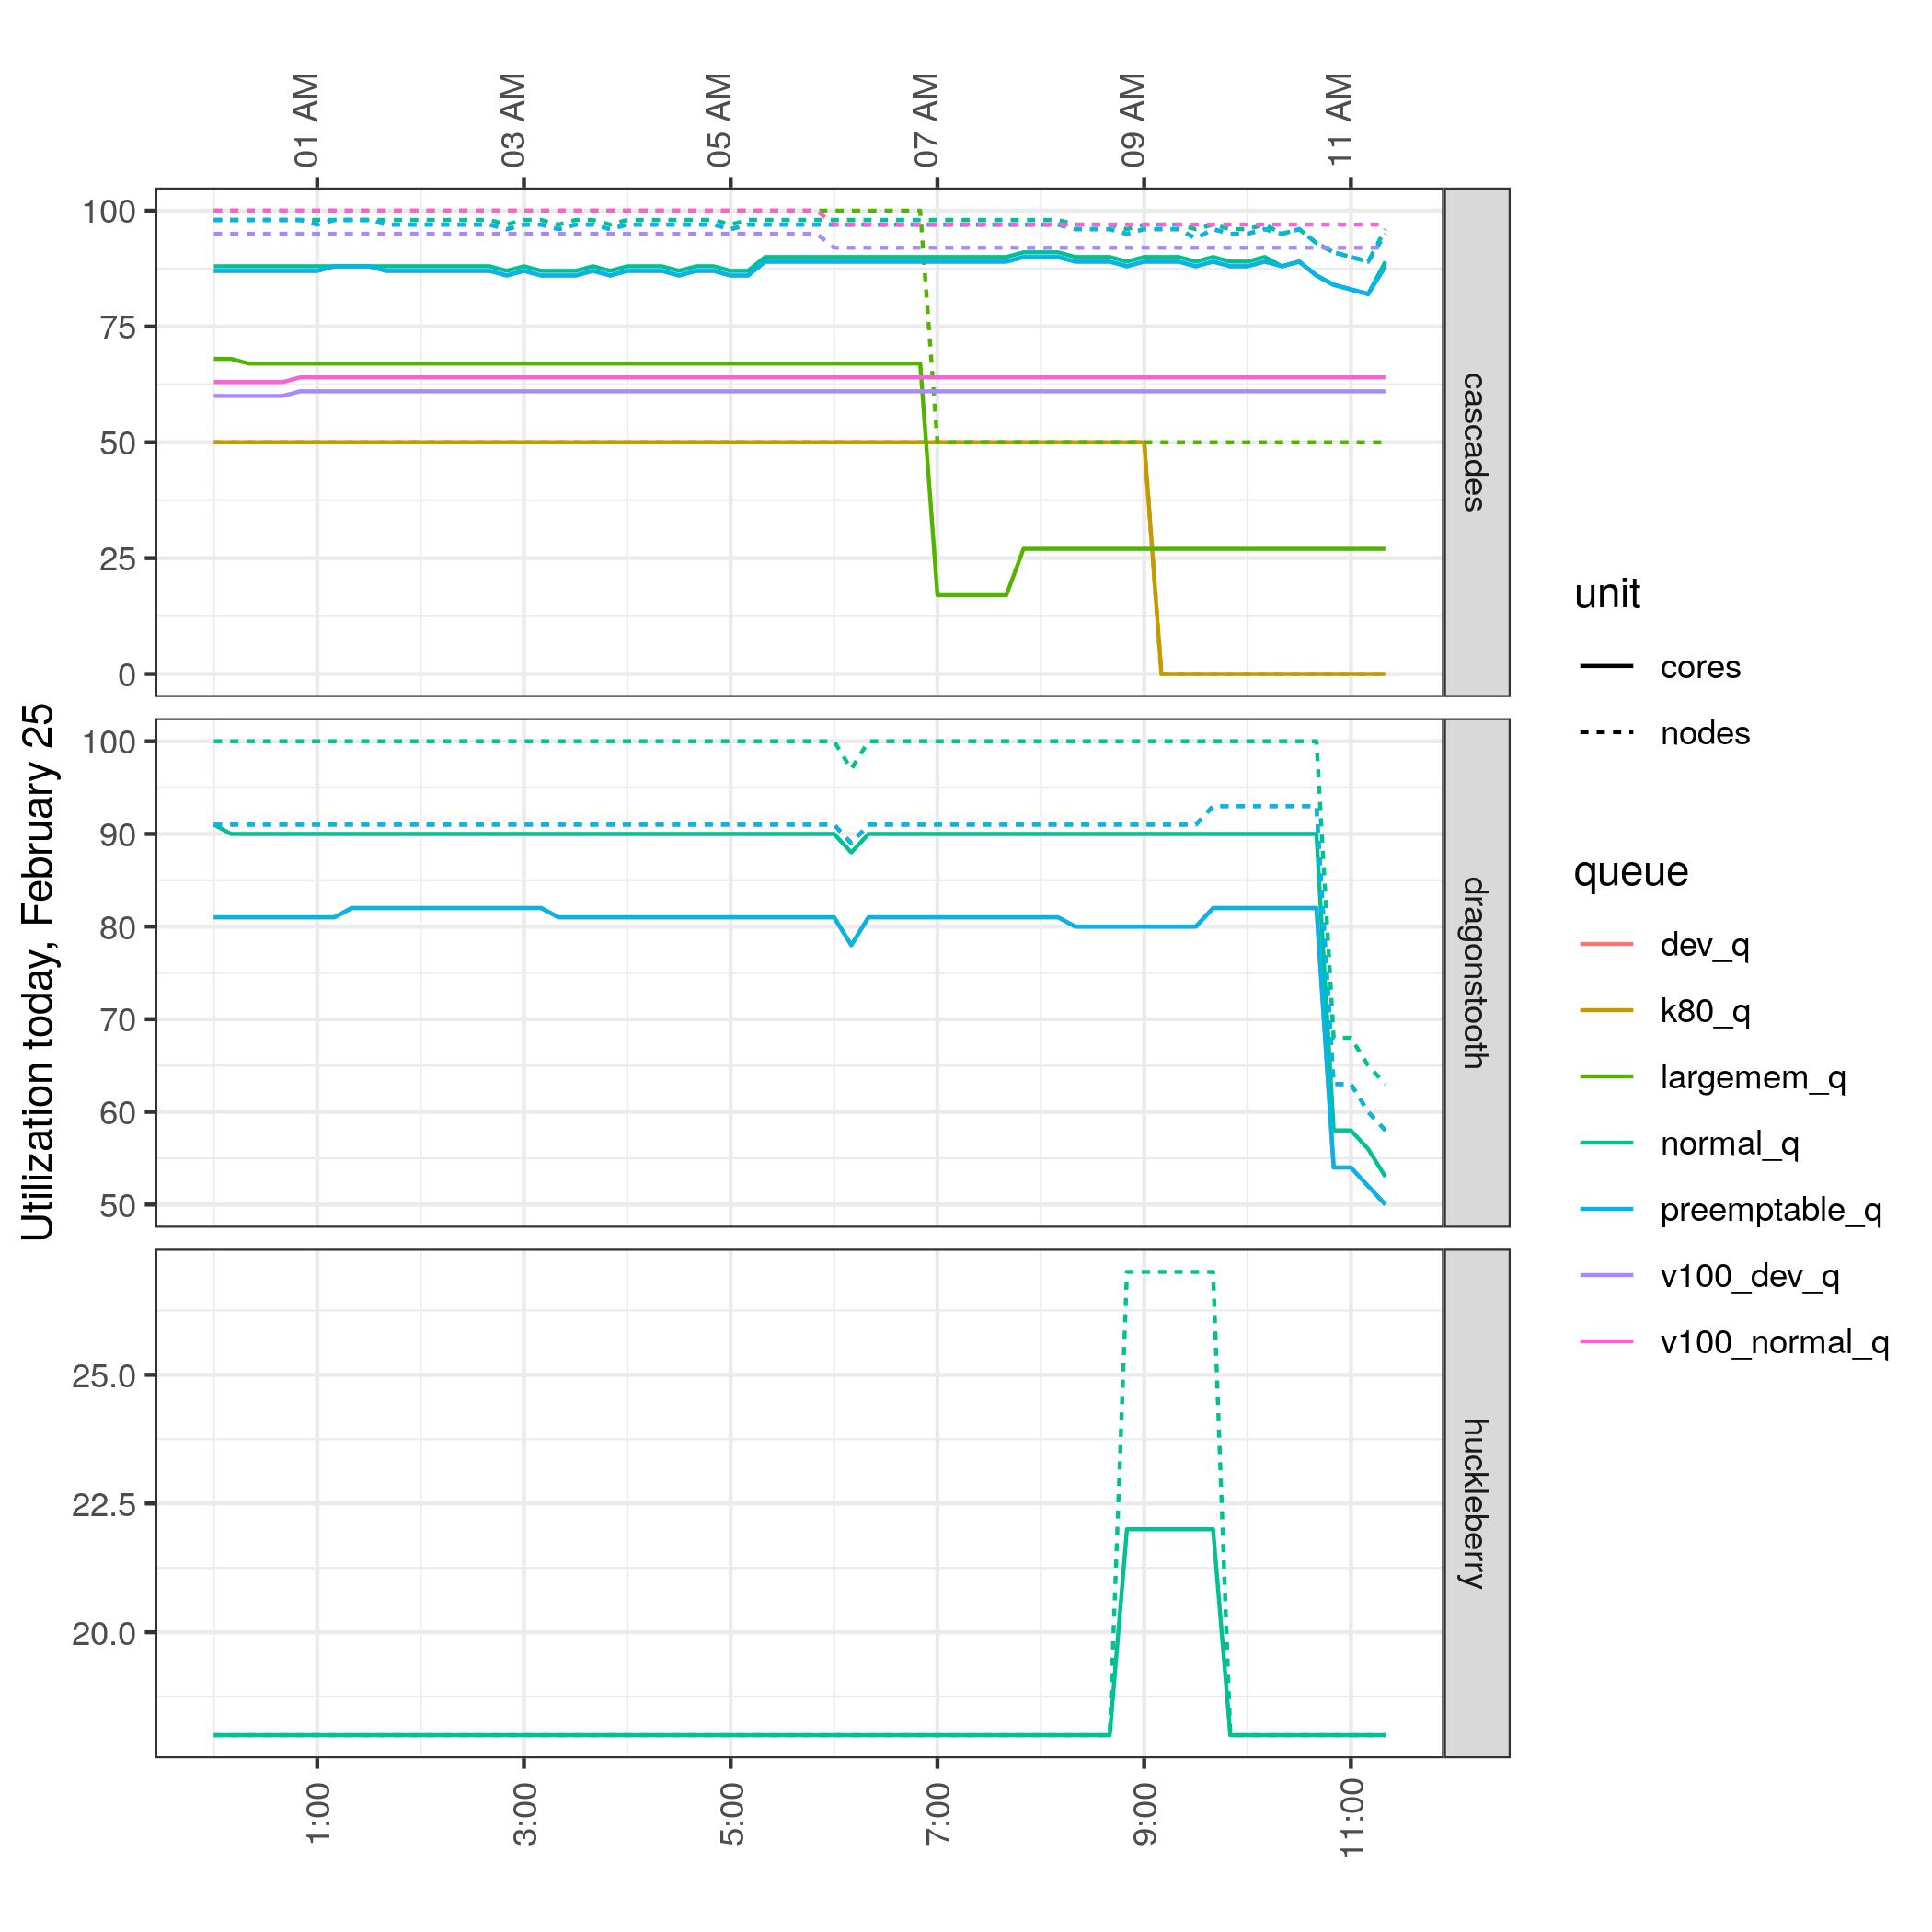 01 AM
03 AM
05 AM
07 AM
09 AM
11 AM
Utilization today, February 25
100
75
50
25
0
cascades
100
90
80
70
60
50
dragonstooth
25.0
22.5
20.0
huckleberry
1:00
3:00
5:00
7:00
9:00
11:00
unit
cores
nodes
queue
dev_q
k80_q
largemem_q
normal_q
preemptable_q
v100_dev_q
v100_normal_q